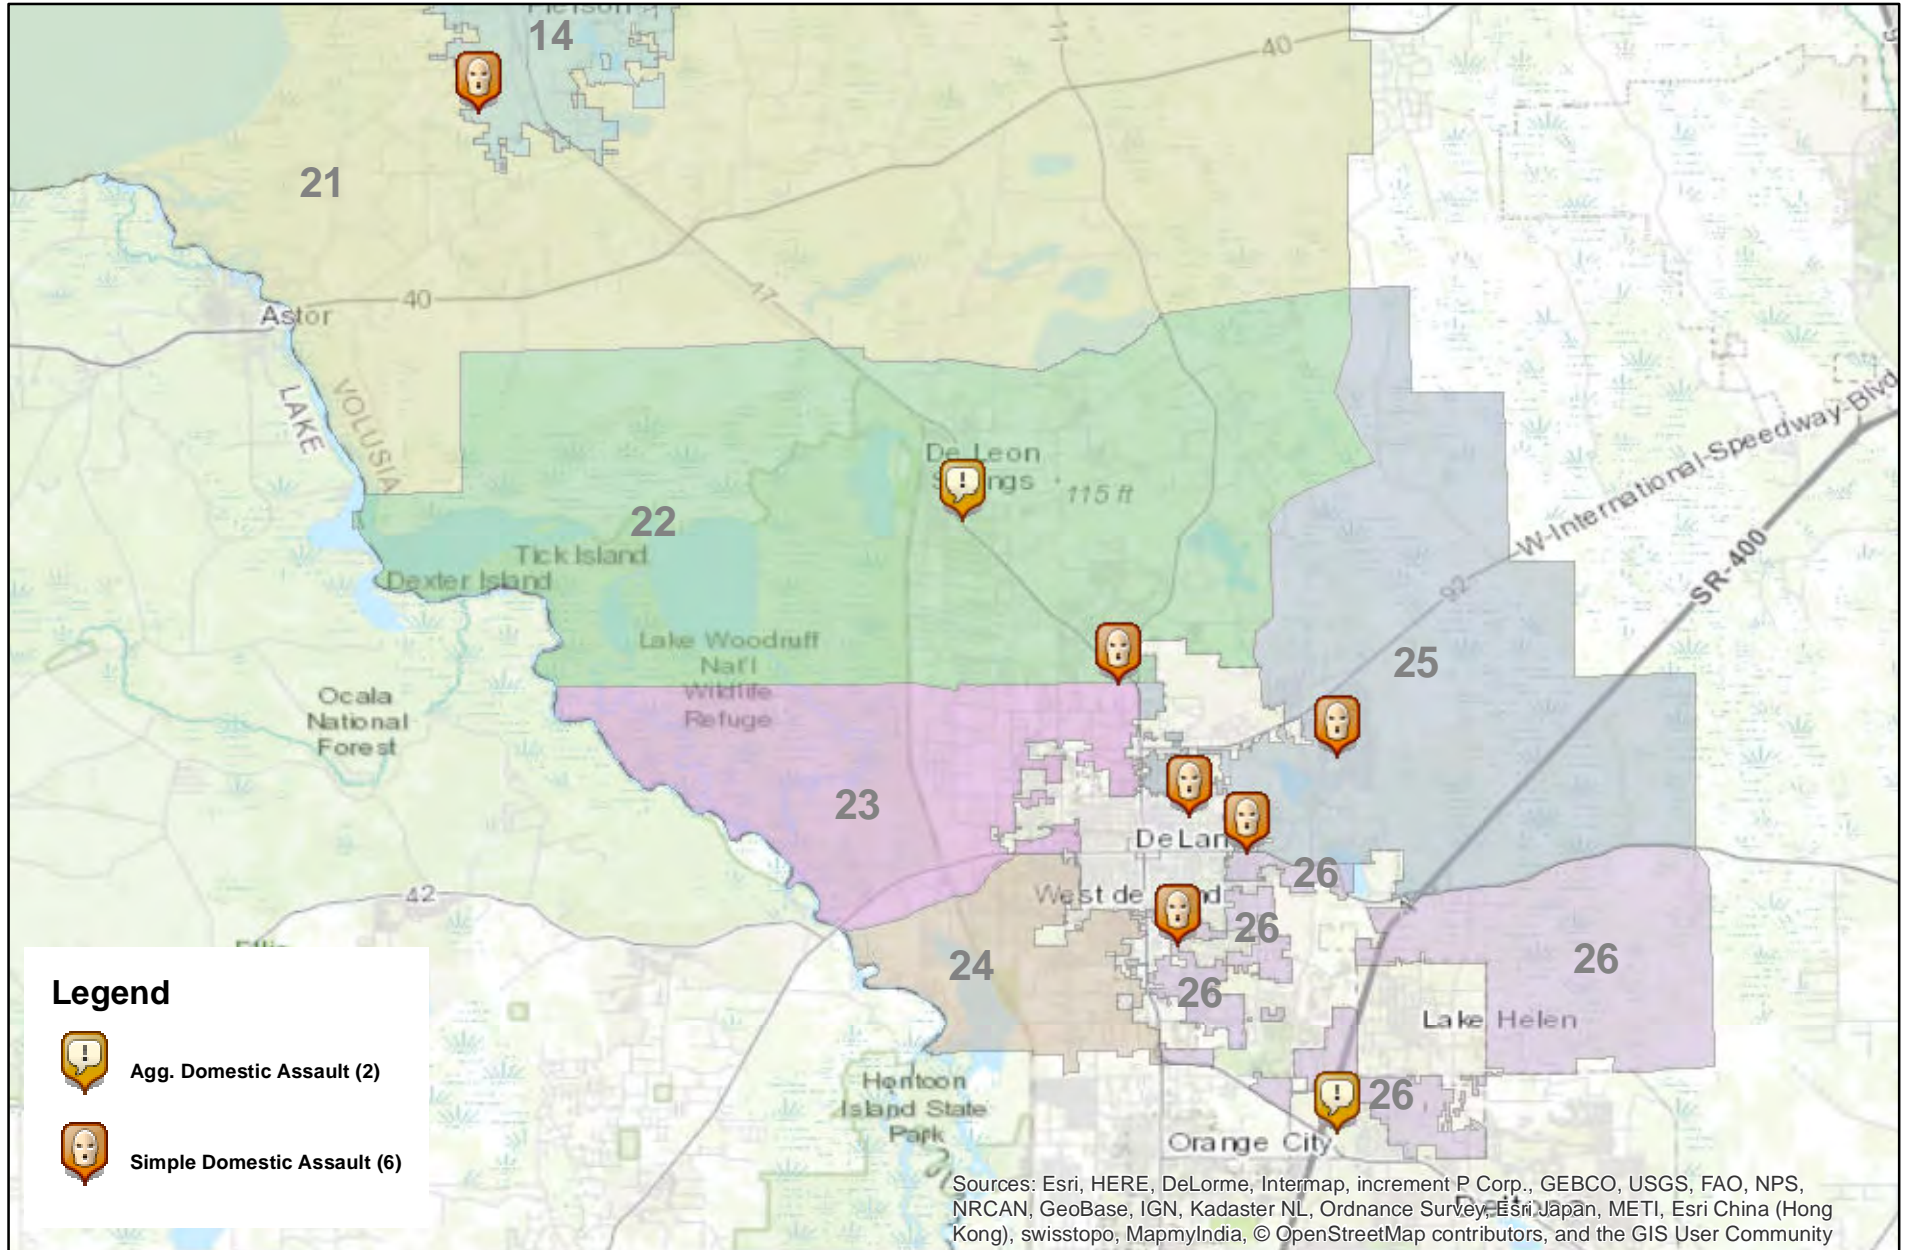 14
40
21
40
17
Astor
LAKE
VOLUSIA
De Leon
115 ft
22
Tick Island
Dexter Island
W-International-Speedway-Blvd
SR-400
92
Lake Woodruff
Nat'l
Wildlife
Refuge
25
Ocala
National
Forest
23
26
42
26
24
26
26
Lake Helen
Hontoon
Island State
Park
26
Orange City
Legend
Agg. Domestic Assault (2)
Simple Domestic Assault (6)
Sources: Esri, HERE, DeLorme, Intermap, increment P Corp., GEBCO, USGS, FAO, NPS,
NRCAN, GeoBase, IGN, Kadaster NL, Ordnance Survey, Esri Japan, METI, Esri China (Hong
Kong), swisstopo, MapmyIndia, © OpenStreetMap contributors, and the GIS User Community